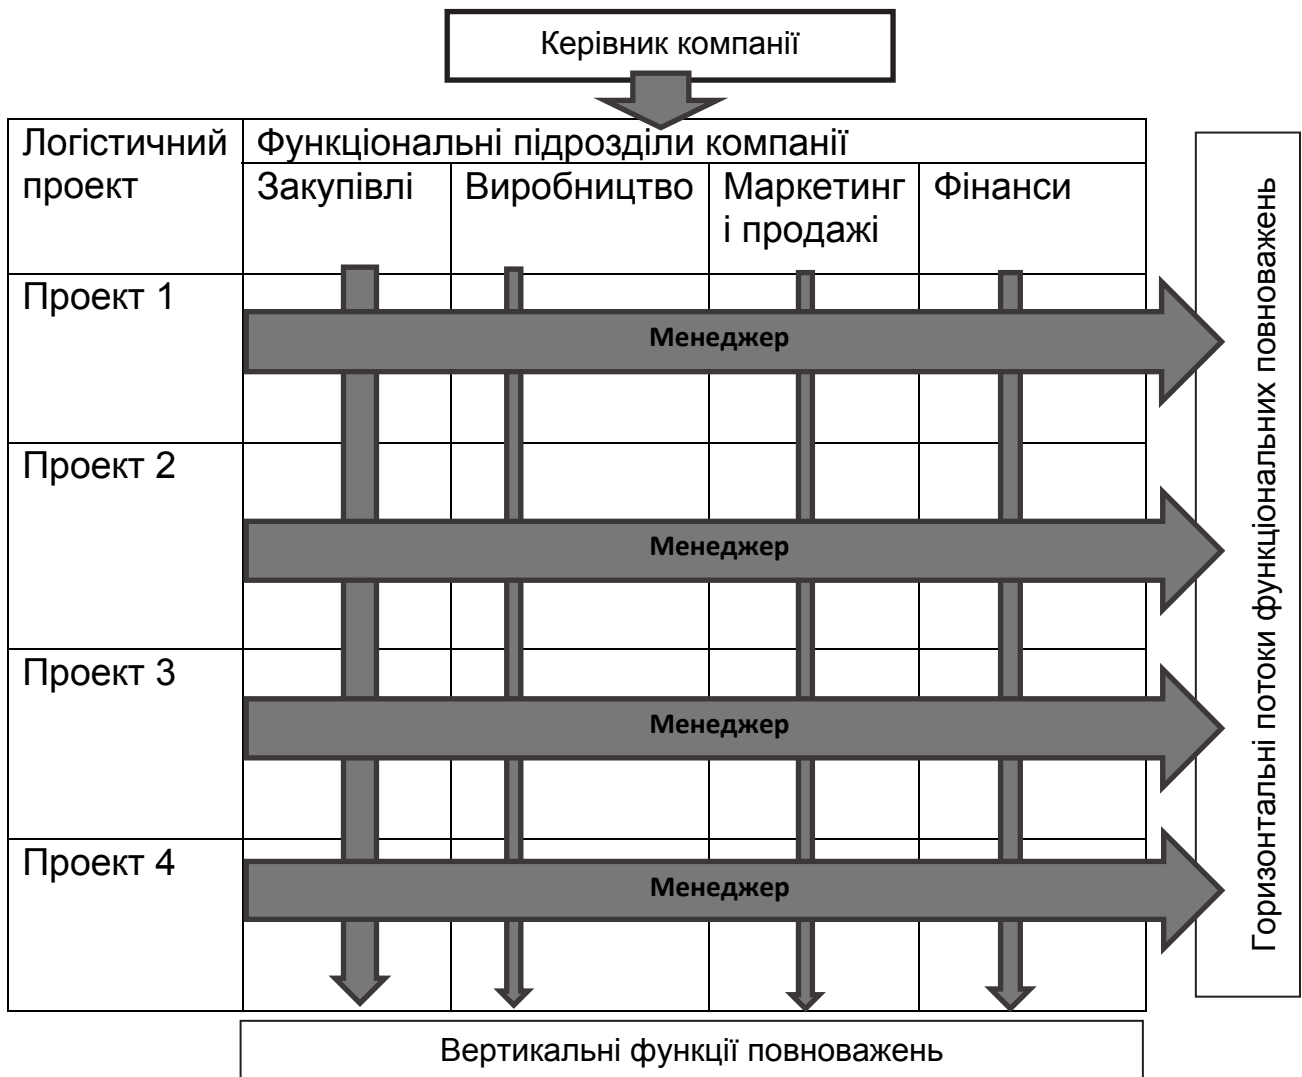 Керівник компанії
Логістичний
проект
Функціональні підрозділи компанії
Закупівлі
Виробництво
Маркетинг
і продажі
Фінанси
Проект 1
Менеджер
Проект 2
Менеджер
Проект 3
Менеджер
Проект 4
Менеджер
Горизонтальні потоки функціональних повноважень
Вертикальні функції повноважень